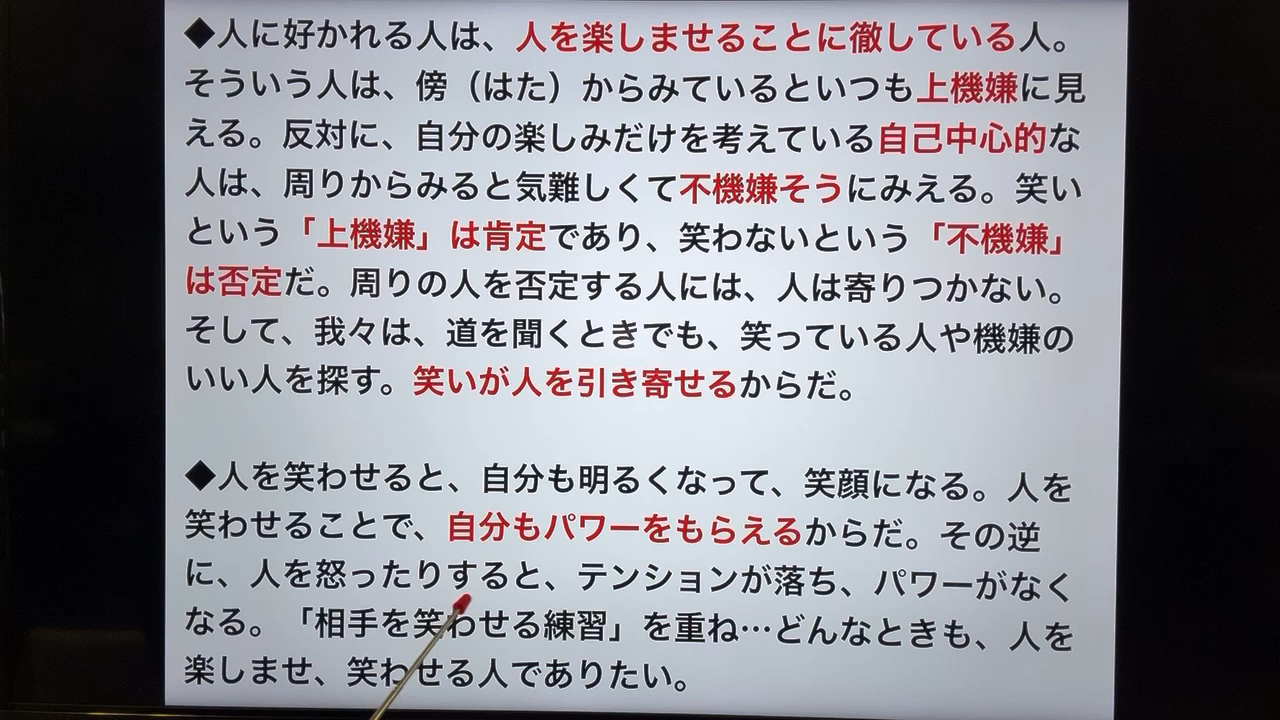 ◆人に好かれる人は、人を楽しませることに徹している人。
そういう人は、傍（はた）からみているといつも上機嫌に見
える。反対に、自分の楽しみだけを考えている自己中心的な
人は、周りからみると気難しくて不機嫌そうにみえる。笑い
という「上機嫌」は肯定であり、笑わないという「不機嫌」
は否定だ。周りの人を否定する人には、人は寄りつかない。
そして、我々は、道を聞くときでも、笑っている人や機嫌の
いい人を探す。笑いが人を引き寄せるからだ。
◆人を笑わせると、自分も明るくなって、笑顔になる。人を
笑わせることで、自分もパワーをもらえるからだ。その逆
に、人を怒ったりすると、テンションが落ち、パワーがなく
なる。「相手を笑わせる練習」を重ね…どんなときも、人を
楽しませ、笑わせる人でありたい。